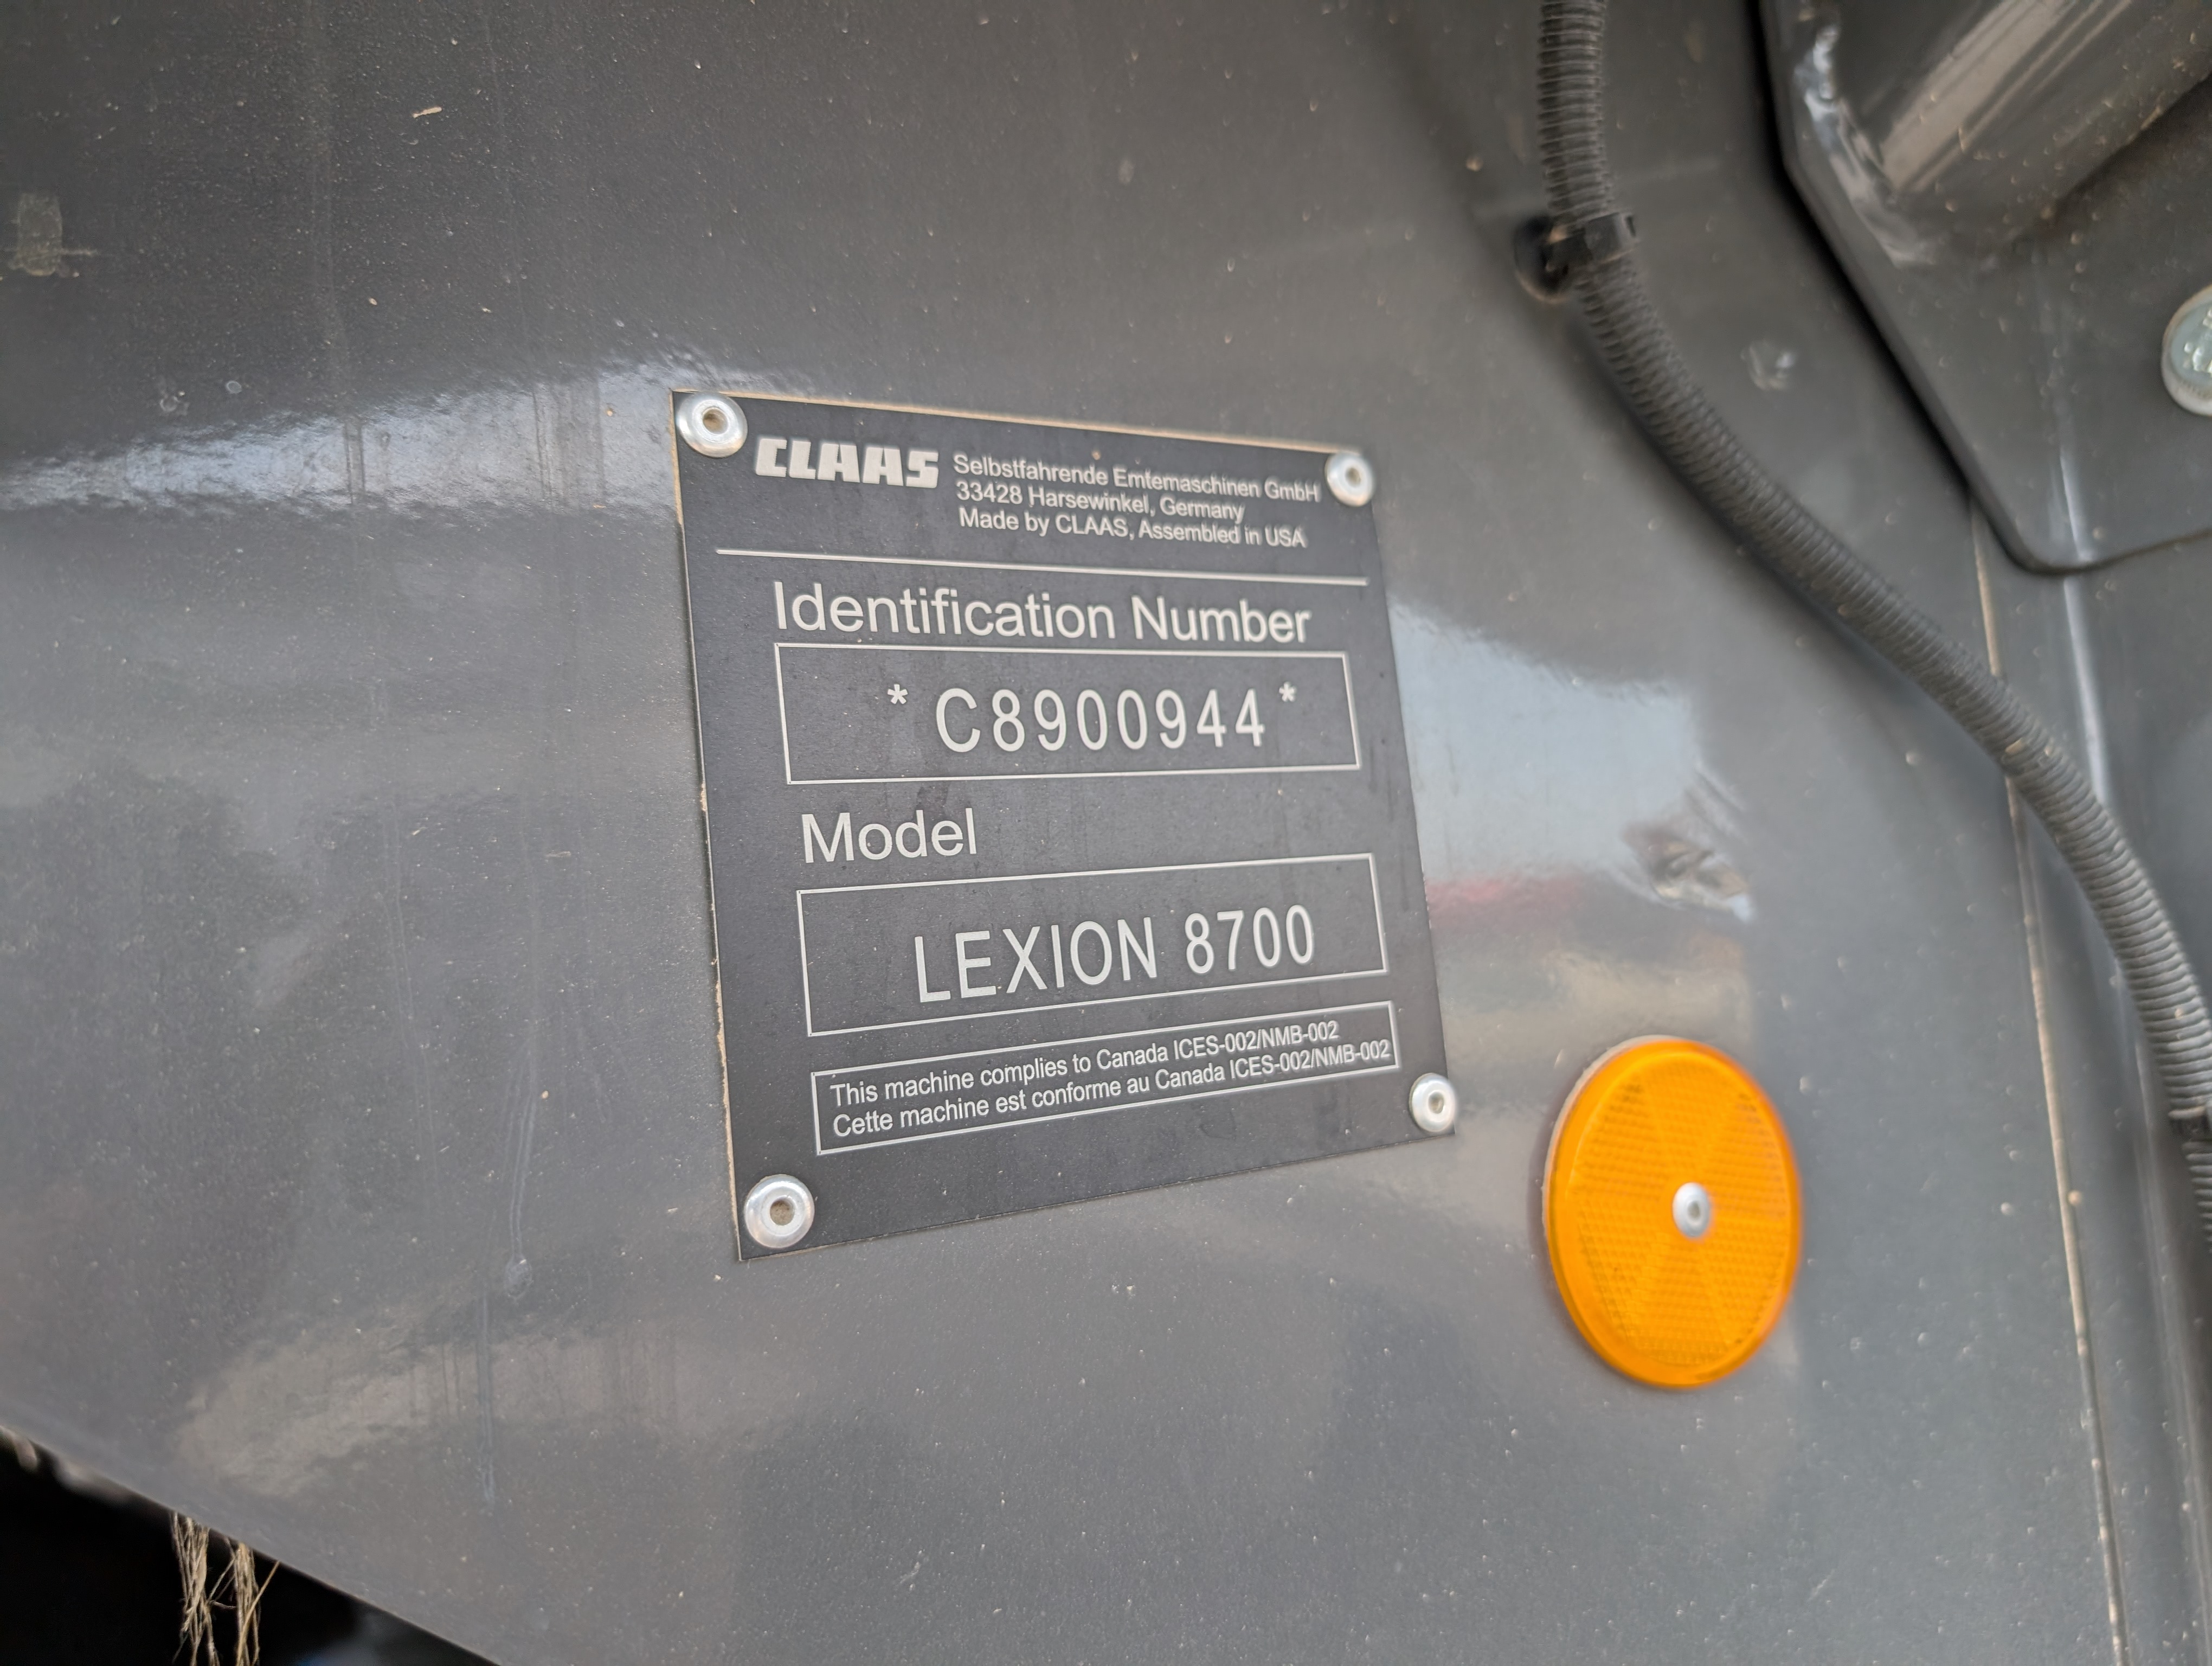 CLAAS Selbstfahrende Erntemaschinen GmbH
33428 Harsewinkel, Germany
Made by CLAAS, Assembled in USA
Identification Number
* C8900944 *
Model
LEXION 8700
This machine complies to Canada ICES-002/NMB-002
Cette machine est conforme au Canada ICES-002/NMB-002